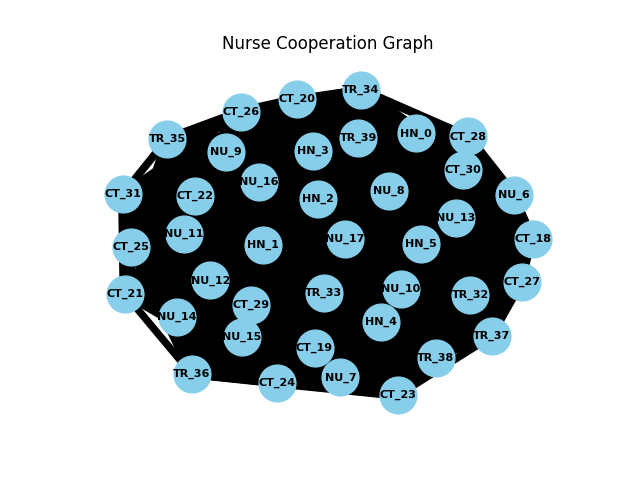 Nurse Cooperation Graph
TR_34
CT_20
CT_26
HN_0
CT_28
TR_39
TR_35
HN_3
NU_9
CT_30
NU_16
NU_8
CT_31
NU_6
CT_22
HN_2
NU_13
NU_11
NU_17
CT_18
HN_5
HN_1
CT_25
NU_12
CT_27
NU_10
TR_33
CT_21
TR_32
CT_29
NU_14
HN_4
TR_37
NU_15
CT_19
TR_38
TR_36
NU_7
CT_24
CT_23